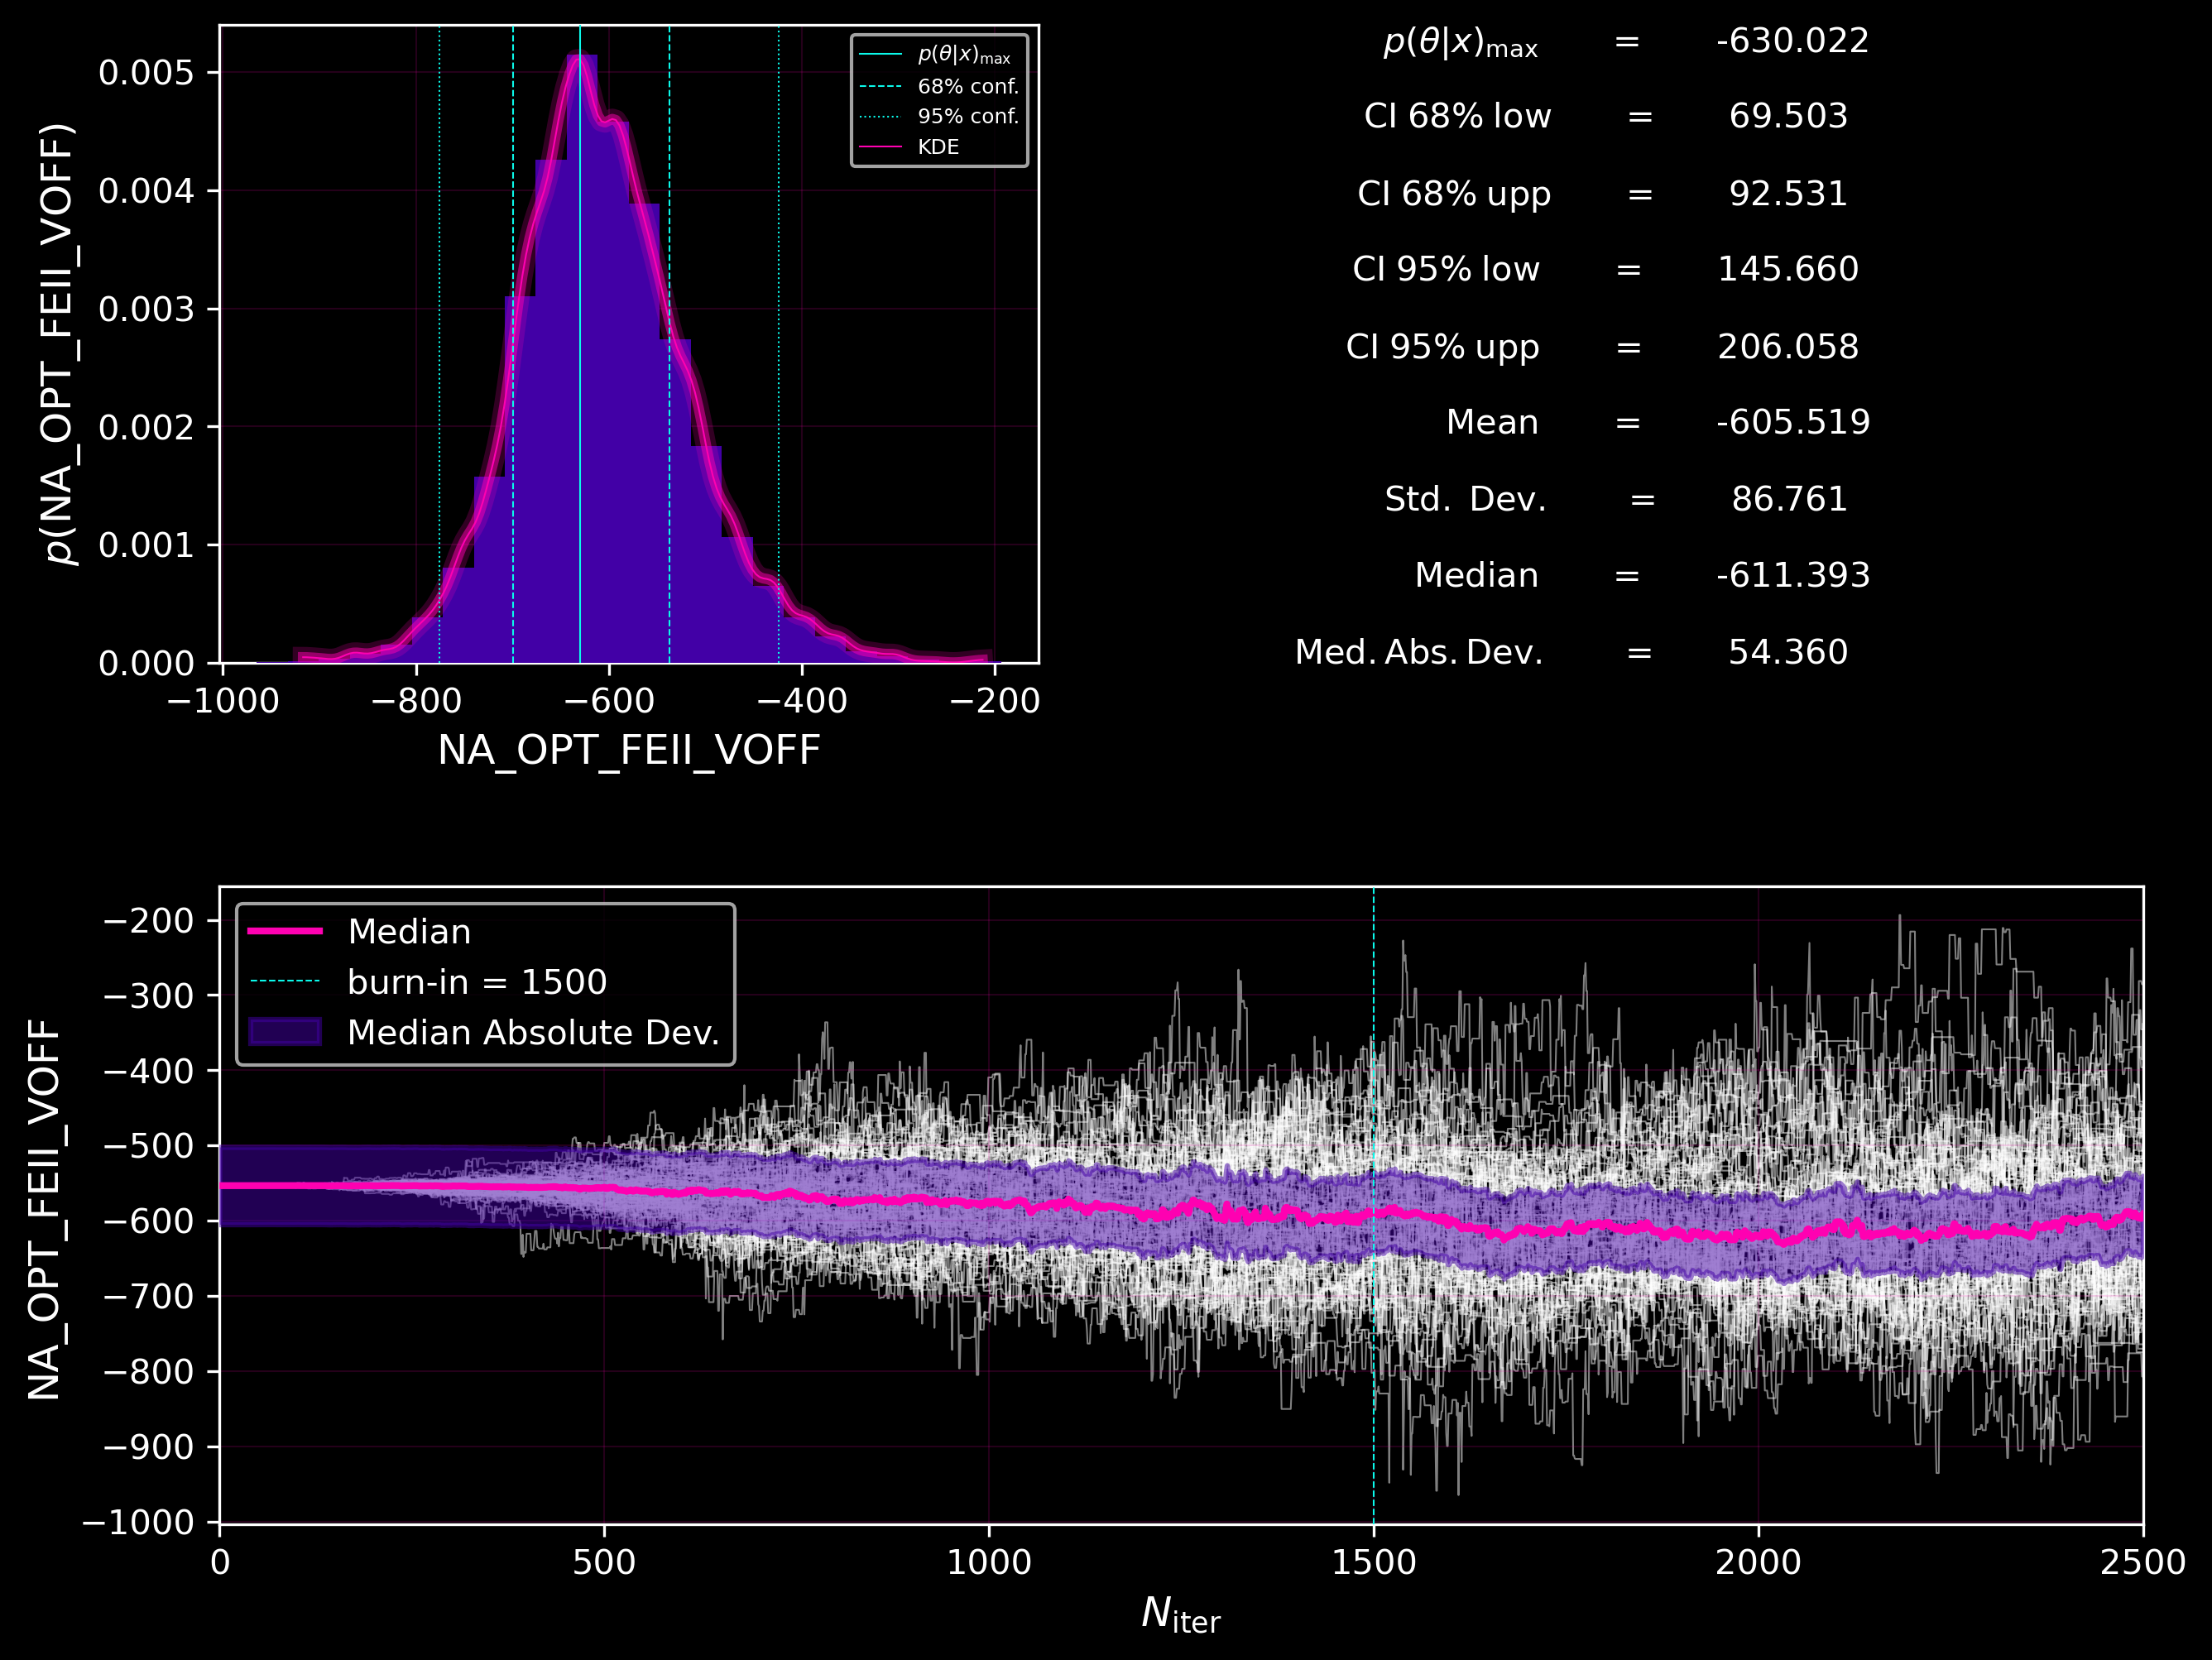 p(NA_OPT_FEII_VOFF)
0.005
0.004
0.003
0.002
0.001
0.000
−1000 −800 −600 −400 −200
NA_OPT_FEII_VOFF
p(θ|x)max
68% conf.
95% conf.
KDE
p(θ|x)max = -630.022
CI 68% low = 69.503
CI 68% upp = 92.531
CI 95% low = 145.660
CI 95% upp = 206.058
Mean = -605.519
Std. Dev. = 86.761
Median = -611.393
Med. Abs. Dev. = 54.360
NA_OPT_FEII_VOFF
−200
−300
−400
−500
−600
−700
−800
−900
−1000
Median
burn-in = 1500
Median Absolute Dev.
0 500 1000 1500 2000 2500
Niter